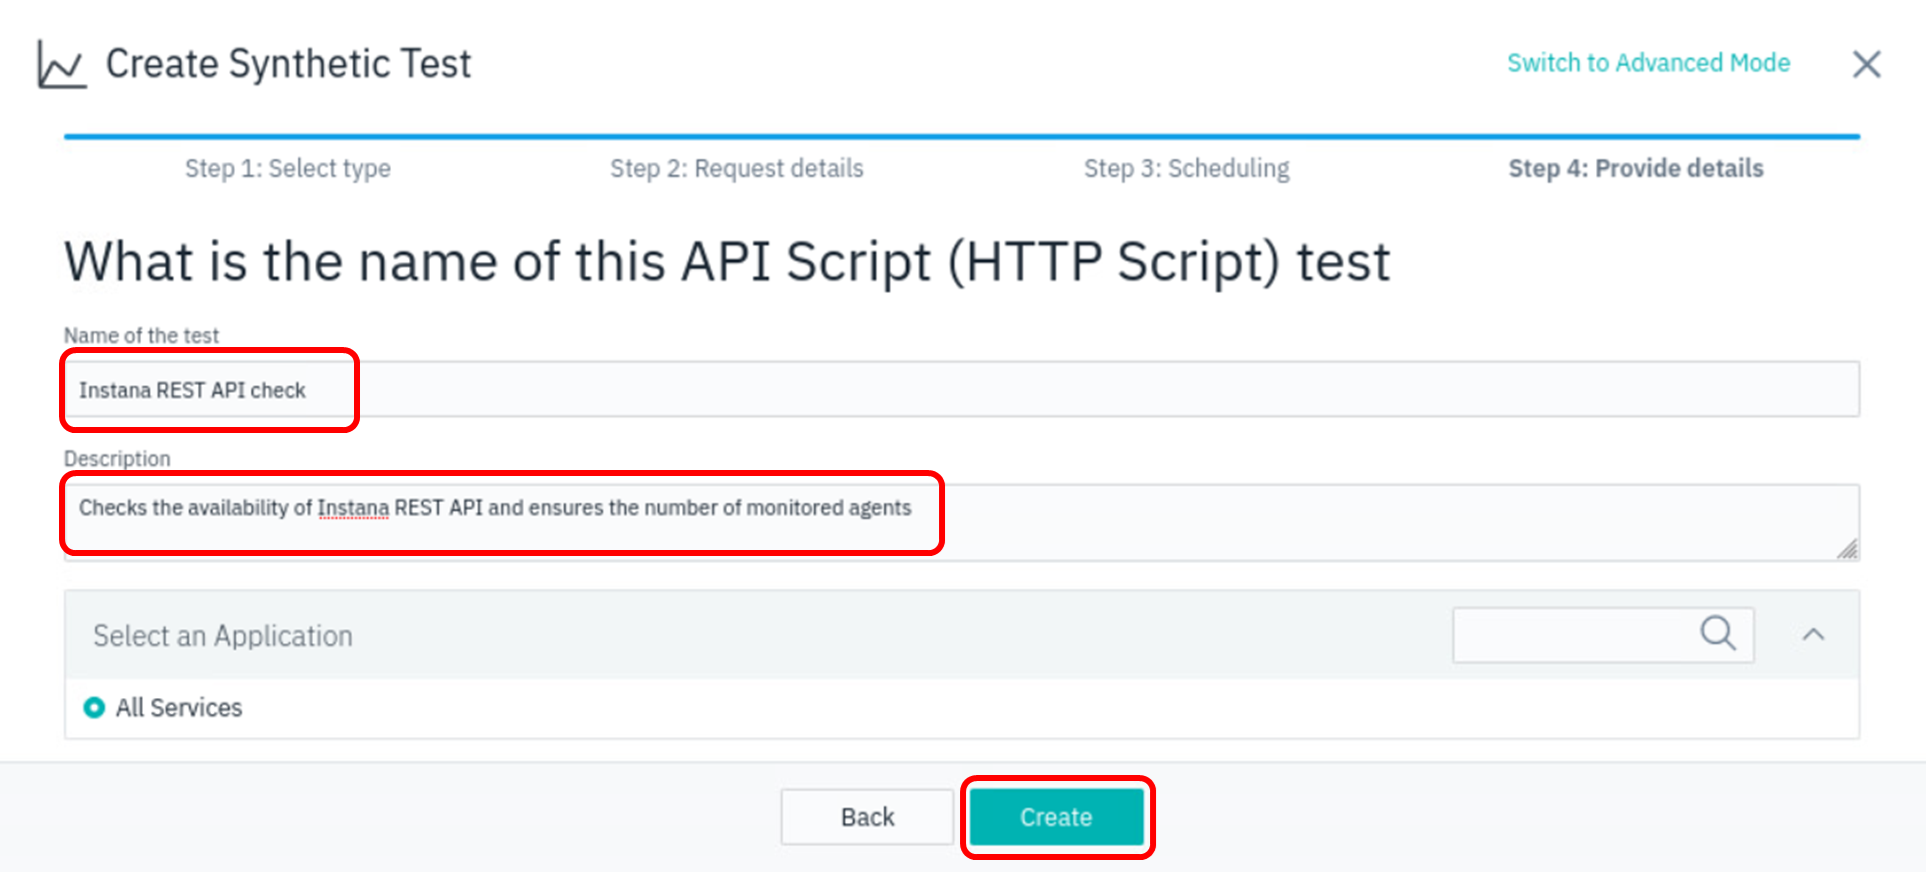 Create Synthetic Test
Switch to Advanced Mode
Step 1: Select type
Step 2: Request details
Step 3: Scheduling
Step 4: Provide details
What is the name of this API Script (HTTP Script) test
Name of the test
Instana REST API check
Description
Checks the availability of Instana REST API and ensures the number of monitored agents
Select an Application
All Services
Back
Create